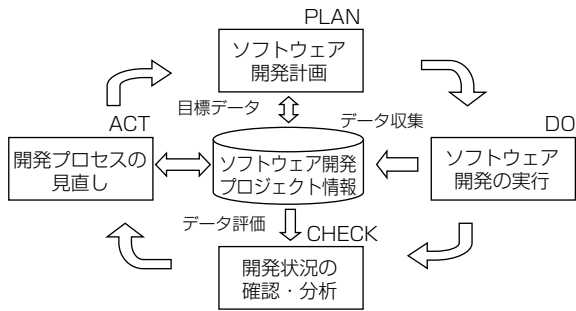 PLAN
ソフトウェア
開発計画
目標データ
データ収集
ACT
DO
開発プロセスの
見直し
ソフトウェア開発
プロジェクト情報
ソフトウェア
開発の実行
データ評価
CHECK
開発状況の
確認・分析